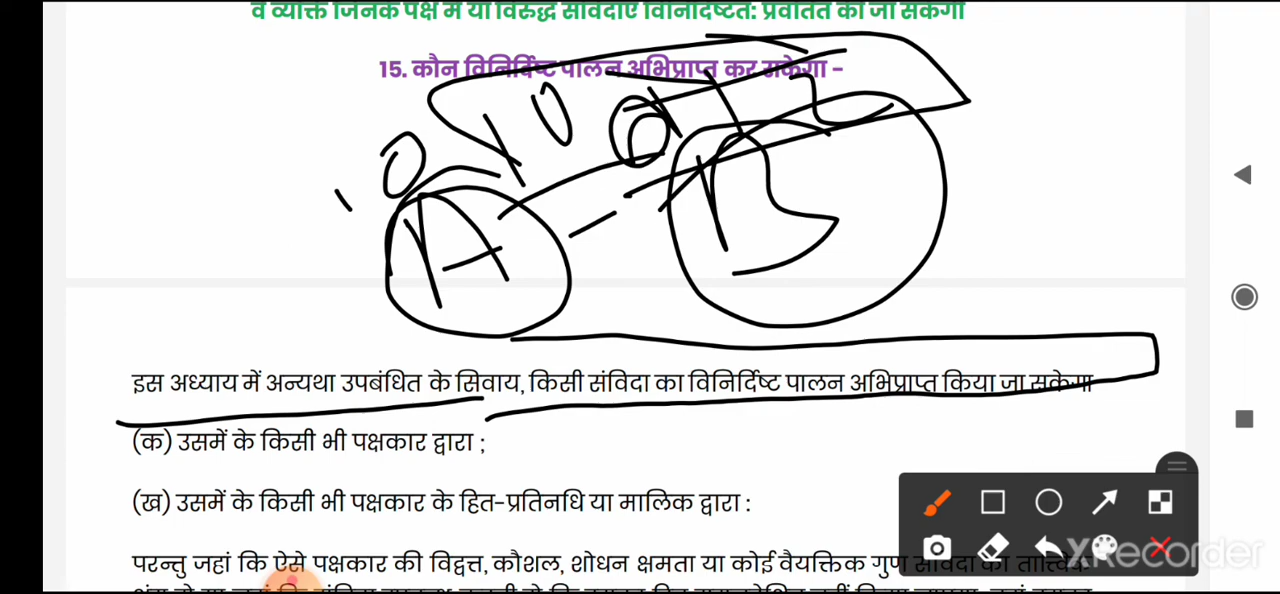 व व्यक्ति जिनके पक्ष में या विरुद्ध संविदाएं विनिर्दिष्टत: प्रवर्तित की जा सकेगी
15. कौन विनिर्दिष्ट पालन अभिप्राप्त कर सकेगा -
A
इस अध्याय में अन्यथा उपबंधित के सिवाय, किसी संविदा का विनिर्दिष्ट पालन अभिप्राप्त किया जा सकेगा
(क) उसमें के किसी भी पक्षकार द्वारा ;
(ख) उसमें के किसी भी पक्षकार के हित-प्रतिनधि या मालिक द्वारा :
परन्तु जहां कि ऐसे पक्षकार की विद्वत्त, कौशल, शोधन क्षमता या कोई वैयक्तिक गुण संविदा का तात्त्विक
XRecorder